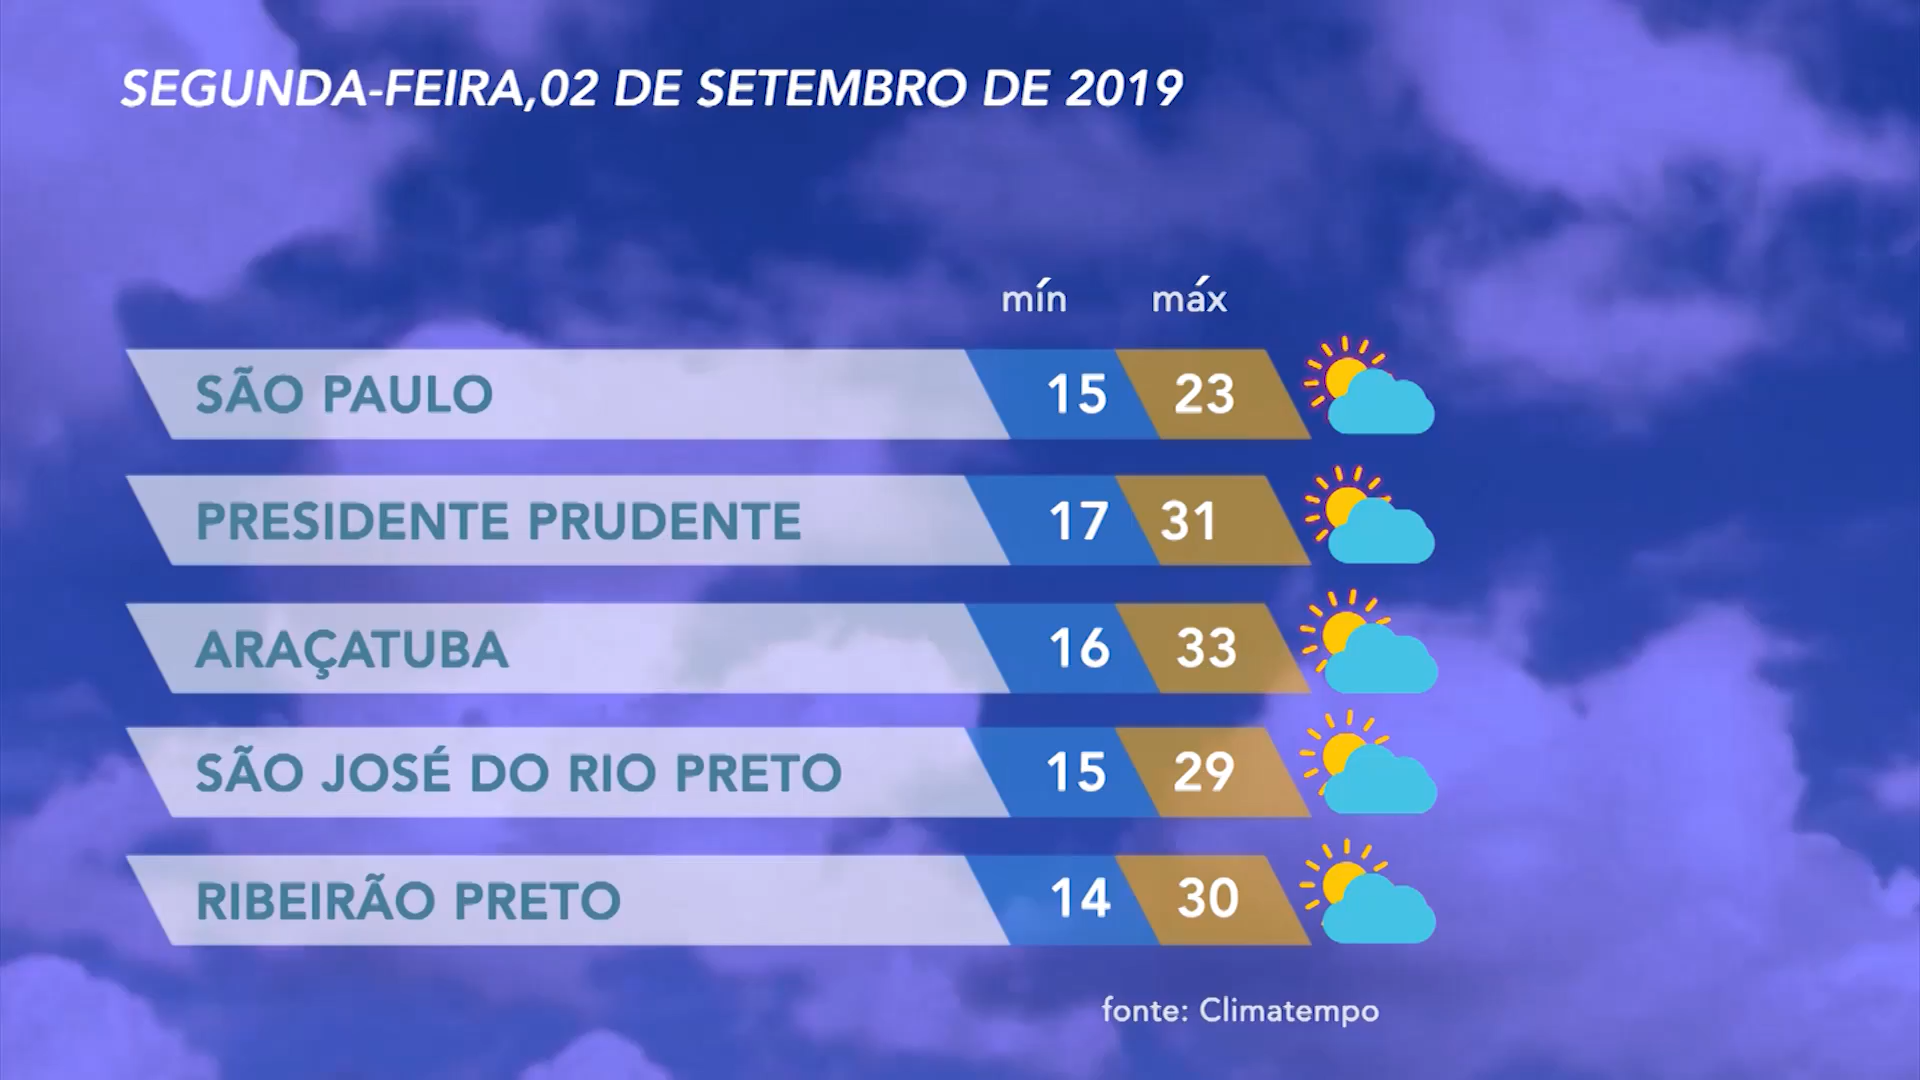 SEGUNDA-FEIRA,02 DE SETEMBRO DE 2019
mín máx
SÃO PAULO 15 23
PRESIDENTE PRUDENTE 17 31
ARAÇATUBA 16 33
SÃO JOSÉ DO RIO PRETO 15 29
RIBEIRÃO PRETO 14 30
fonte: Climatempo